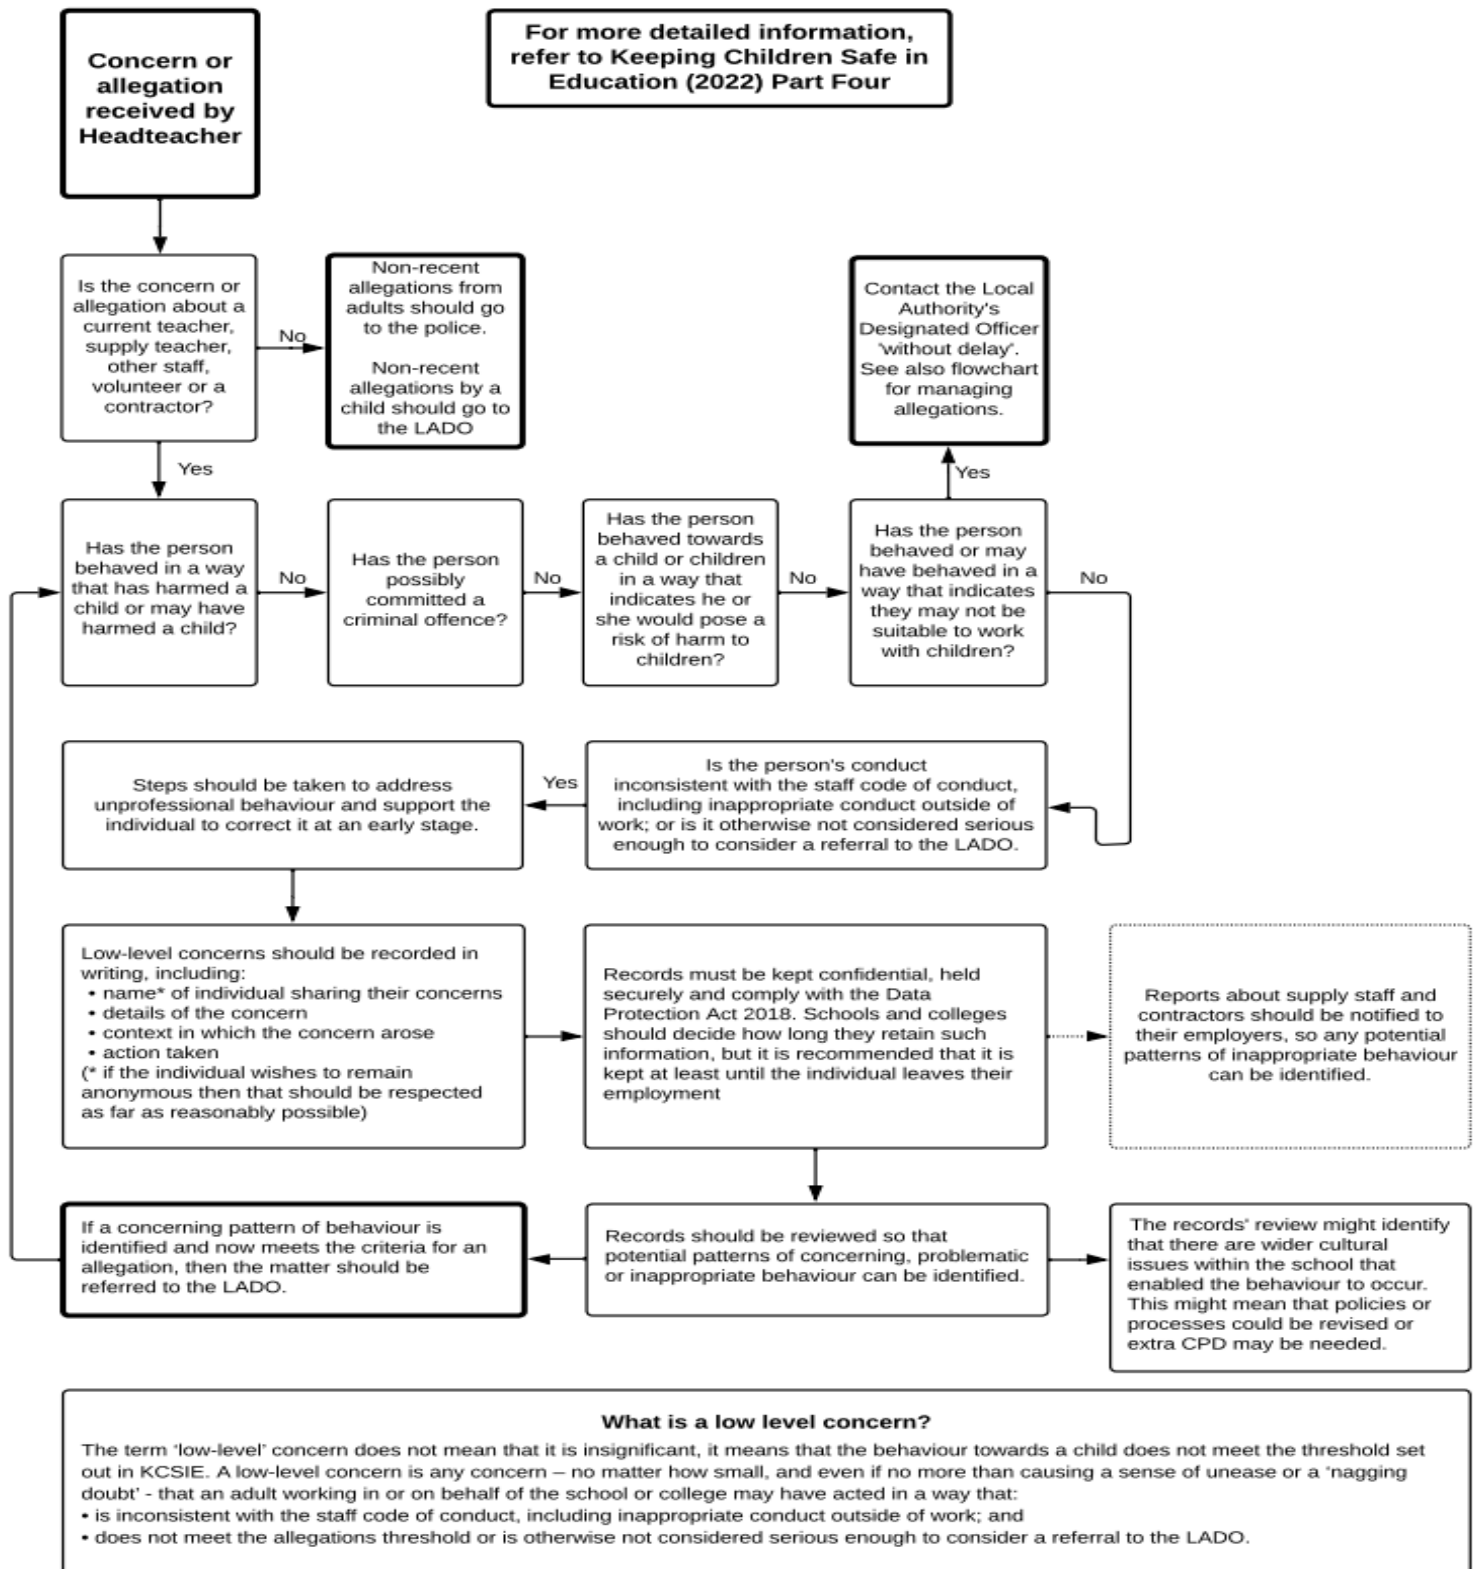 Concern or
allegation
received by
Headteacher
For more detailed information,
refer to Keeping Children Safe in
Education (2022) Part Four
Is the concern or
allegation about a
current teacher,
supply teacher,
other staff,
volunteer or a
contractor?
No
Non-recent
allegations from
adults should go
to the police.
Non-recent
allegations by a
child should go to
the LADO
Contact the Local
Authority's
Designated Officer
'without delay'.
See also flowchart
for managing
allegations.
Yes
Yes
Has the person
behaved in a way
that has harmed a
child or may have
harmed a child?
No
Has the person
possibly
committed a
criminal offence?
No
Has the person
behaved towards
a child or children
in a way that
indicates he or
she would pose a
risk of harm to
children?
No
Has the person
behaved or may
have behaved in a
way that indicates
they may not be
suitable to work
with children?
No
Steps should be taken to address
unprofessional behaviour and support the
individual to correct it at an early stage.
Yes
Is the person's conduct
inconsistent with the staff code of conduct,
including inappropriate conduct outside of
work; or is it otherwise not considered serious
enough to consider a referral to the LADO.
Low-level concerns should be recorded in
writing, including:
• name* of individual sharing their concerns
• details of the concern
• context in which the concern arose
• action taken
(* if the individual wishes to remain
anonymous then that should be respected
as far as reasonably possible)
Records must be kept confidential, held
securely and comply with the Data
Protection Act 2018. Schools and colleges
should decide how long they retain such
information, but it is recommended that it is
kept at least until the individual leaves their
employment
Reports about supply staff and
contractors should be notified to
their employers, so any potential
patterns of inappropriate behaviour
can be identified.
If a concerning pattern of behaviour is
identified and now meets the criteria for an
allegation, then the matter should be
referred to the LADO.
Records should be reviewed so that
potential patterns of concerning, problematic
or inappropriate behaviour can be identified.
The records' review might identify
that there are wider cultural
issues within the school that
enabled the behaviour to occur.
This might mean that policies or
processes could be revised or
extra CPD may be needed.
What is a low level concern?
The term 'low-level' concern does not mean that it is insignificant, it means that the behaviour towards a child does not meet the threshold set
out in KCSIE. A low-level concern is any concern – no matter how small, and even if no more than causing a sense of unease or a 'nagging
doubt' - that an adult working in or on behalf of the school or college may have acted in a way that:
• is inconsistent with the staff code of conduct, including inappropriate conduct outside of work; and
• does not meet the allegations threshold or is otherwise not considered serious enough to consider a referral to the LADO.